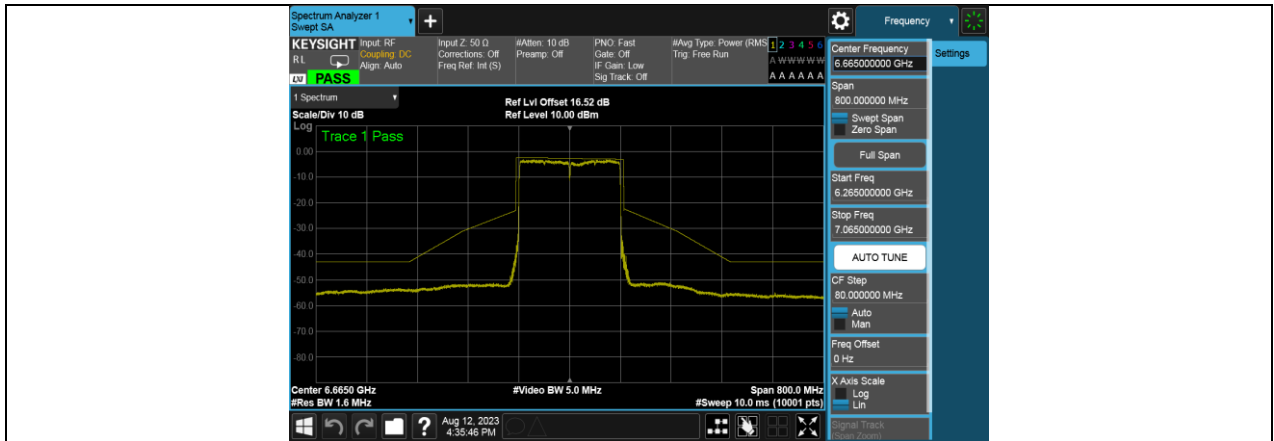 Spectrum Analyzer 1
Swept SA
Frequency
KEYSIGHT
RL
PASS
Input: RF
Coupling: DC
Align: Auto
Input Z: 50 Ω
Corrections: Off
Freq Ref: Int (S)
#Atten: 10 dB
Preamp: Off
PNO: Fast
Gate: Off
IF Gain: Low
Sig Track: Off
#Avg Type: Power (RMS
Trig: Free Run
1 2 3 4 5 6
A W W W W W
A A A A A A
1 Spectrum
Scale/Div 10 dB
Ref Lvl Offset 16.52 dB
Ref Level 10.00 dBm
Log
Trace 1 Pass
0.00
-10.0
-20.0
-30.0
-40.0
-50.0
-60.0
-70.0
-80.0
Center 6.6650 GHz
#Res BW 1.6 MHz
#Video BW 5.0 MHz
Span 800.0 MHz
#Sweep 10.0 ms (10001 pts)
Center Frequency
6.665000000 GHz
Settings
Span
800.000000 MHz
Swept Span
Zero Span
Full Span
Start Freq
6.265000000 GHz
Stop Freq
7.065000000 GHz
AUTO TUNE
CF Step
80.000000 MHz
Auto
Man
Freq Offset
0 Hz
X Axis Scale
Log
Lin
Signal Track
(Span Zoom)
?
Aug 12, 2023
4:35:46 PM